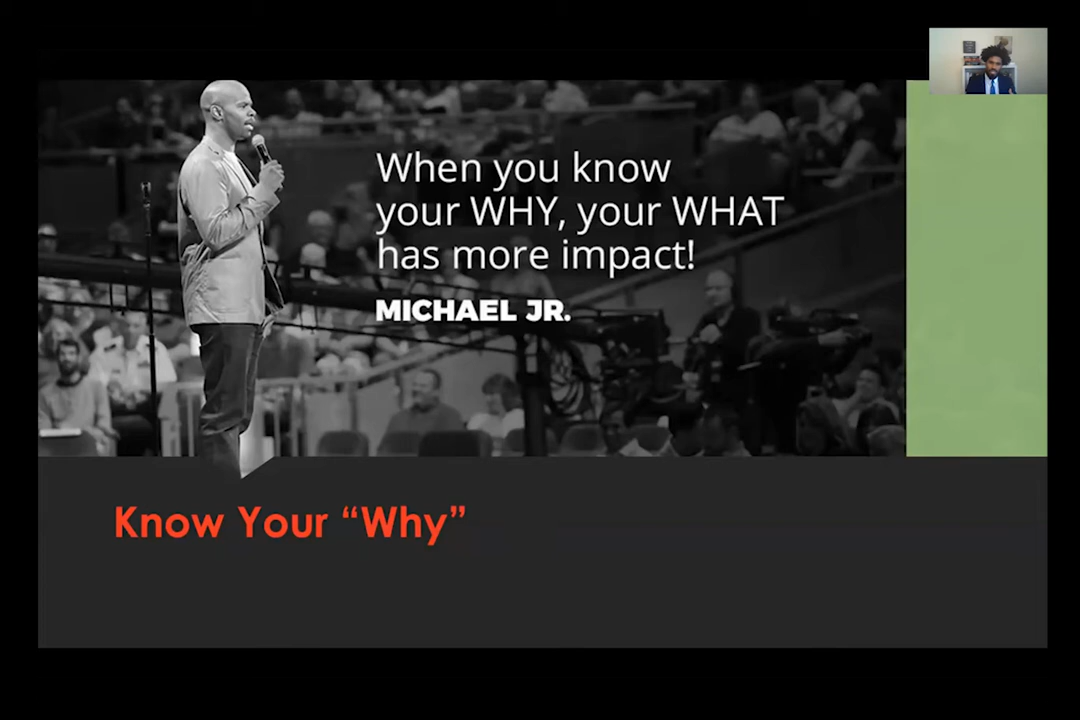 When you know
your WHY, your WHAT
has more impact!
MICHAEL JR.
Know Your “Why”